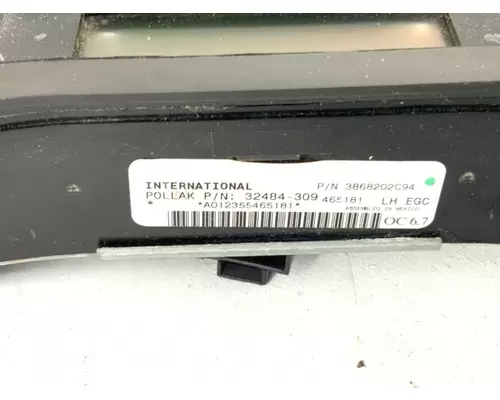 INTERNATIONAL P/N 3868202C94
POLLAK P/N: 32484-309 465181 LH EGC
* *A012355465181* ASSEMBLED IN MEXICO
OC 6.7